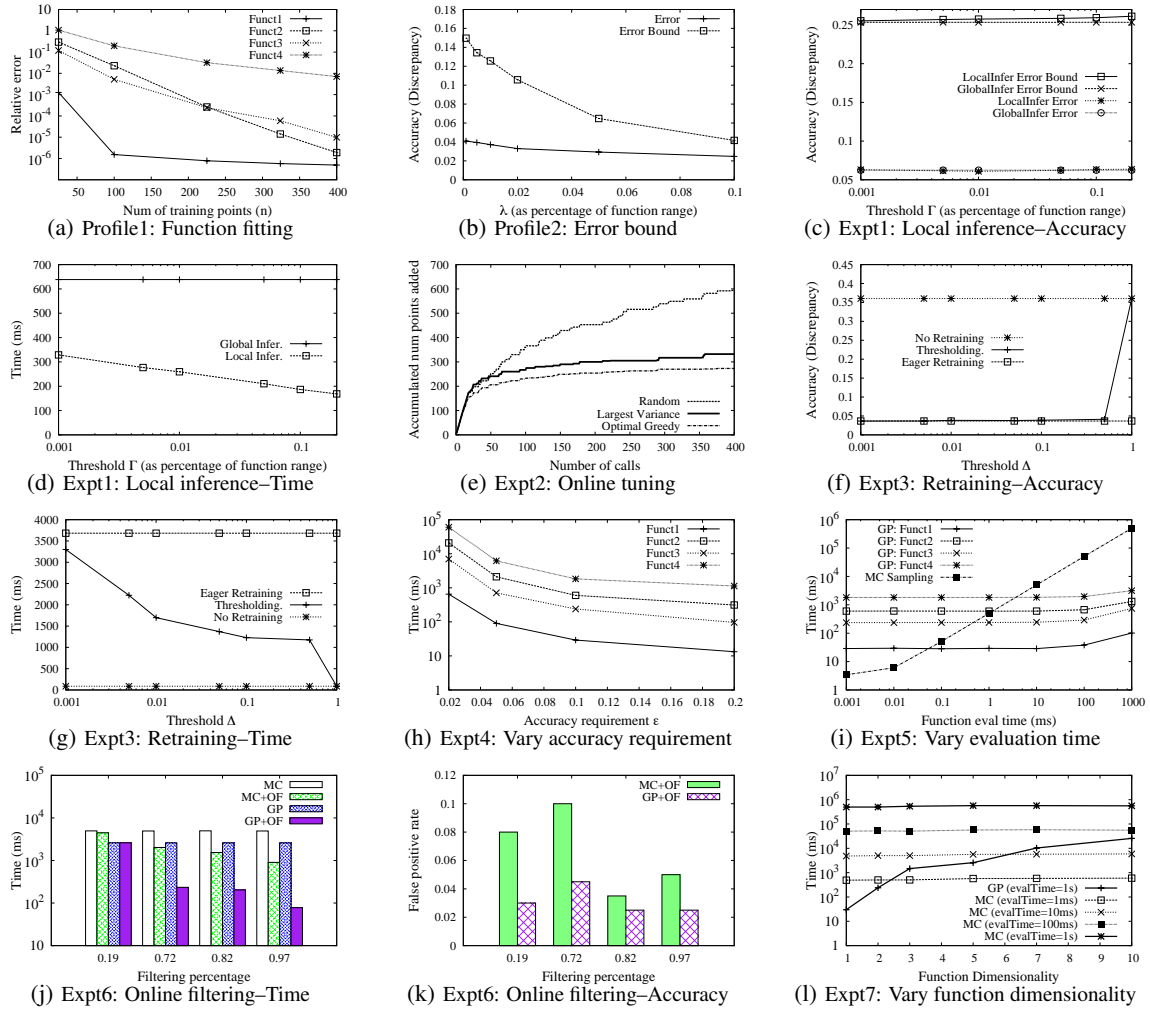 Relative error
10
1
10-1
10-2
10-3
10-4
10-5
10-6
Funct1
Funct2
Funct3
Funct4
50 100 150 200 250 300 350 400
Num of training points (n)
(a) Profile1: Function fitting
Accuracy (Discrepancy)
0.18
0.16
0.14
0.12
0.1
0.08
0.06
0.04
0.02
0
Error
Error Bound
0 0.02 0.04 0.06 0.08 0.1
λ (as percentage of function range)
(b) Profile2: Error bound
Accuracy (Discrepancy)
0.25
0.2
0.15
0.1
0.05
LocalInfer Error Bound
GlobalInfer Error Bound
LocalInfer Error
GlobalInfer Error
0.001 0.01 0.1
Threshold Γ (as percentage of function range)
(c) Expt1: Local inference–Accuracy
Time (ms)
700
600
500
400
300
200
100
0
Global Infer.
Local Infer.
0.001 0.01 0.1
Threshold Γ (as percentage of function range)
(d) Expt1: Local inference–Time
Accumulated num points added
700
600
500
400
300
200
100
0
Random
Largest Variance
Optimal Greedy
0 50 100 150 200 250 300 350 400
Number of calls
(e) Expt2: Online tuning
Accuracy (Discrepancy)
0.45
0.4
0.35
0.3
0.25
0.2
0.15
0.1
0.05
0
No Retraining
Thresholding.
Eager Retraining
0.001 0.01 0.1 1
Threshold Δ
(f) Expt3: Retraining–Accuracy
Time (ms)
4000
3500
3000
2500
2000
1500
1000
500
0
Eager Retraining
Thresholding.
No Retraining
0.001 0.01 0.1 1
Threshold Δ
(g) Expt3: Retraining–Time
Time (ms)
10^5
10^4
10^3
10^2
10
1
Funct1
Funct2
Funct3
Funct4
0.02 0.04 0.06 0.08 0.1 0.12 0.14 0.16 0.18 0.2
Accuracy requirement ε
(h) Expt4: Vary accuracy requirement
Time (ms)
10^6
10^5
10^4
10^3
10^2
10
1
GP: Funct1
GP: Funct2
GP: Funct3
GP: Funct4
MC Sampling
0.001 0.01 0.1 1 10 100 1000
Function eval time (ms)
(i) Expt5: Vary evaluation time
Time (ms)
10^5
10^4
10^3
10^2
10
MC
MC+OF
GP
GP+OF
0.19 0.72 0.82 0.97
Filtering percentage
(j) Expt6: Online filtering–Time
False positive rate
0.12
0.1
0.08
0.06
0.04
0.02
0
MC+OF
GP+OF
0.19 0.72 0.82 0.97
Filtering percentage
(k) Expt6: Online filtering–Accuracy
Time (ms)
10^7
10^6
10^5
10^4
10^3
10^2
10
1
GP (evalTime=1s)
MC (evalTime=1ms)
MC (evalTime=10ms)
MC (evalTime=100ms)
MC (evalTime=1s)
1 2 3 4 5 6 7 8 9 10
Function Dimensionality
(l) Expt7: Vary function dimensionality